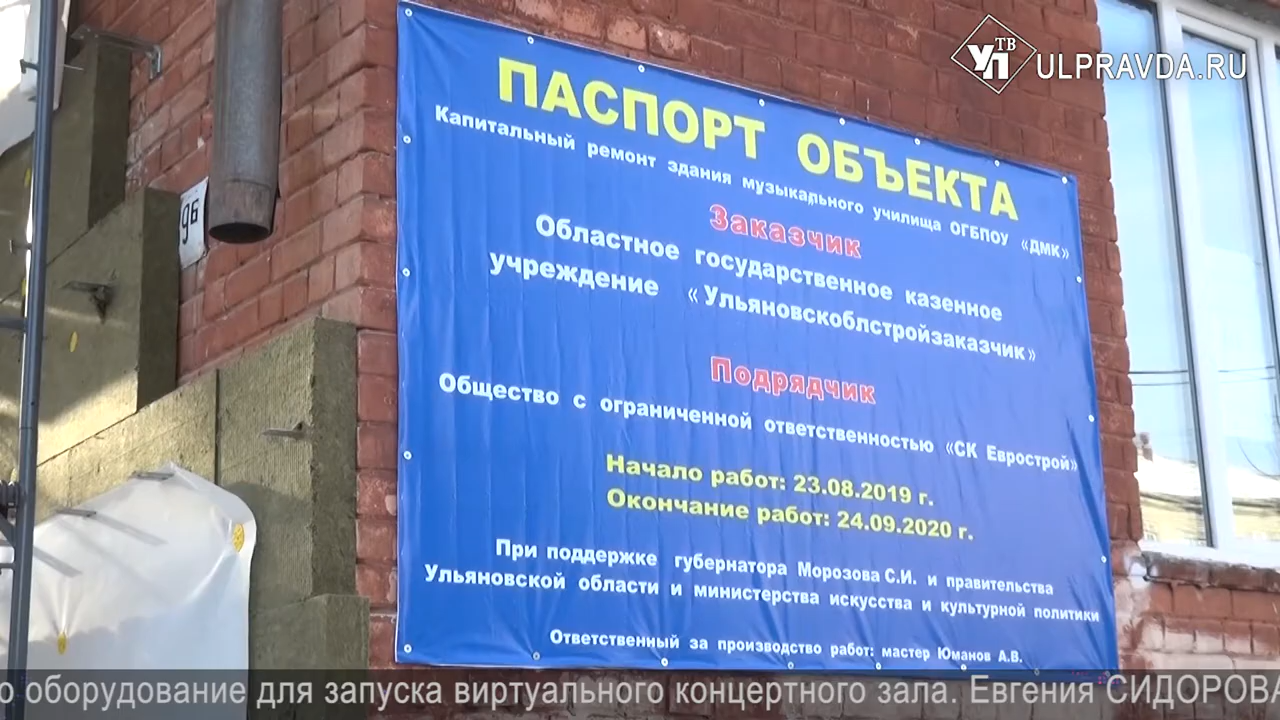 УП ТВ ULPRAVDA.RU
9Б
ПАСПОРТ ОБЪЕКТА
Капитальный ремонт здания музыкального училища ОГБПОУ «ДМК»
Заказчик
Областное государственное казенное
учреждение «Ульяновскоблстройзаказчик»
Подрядчик
Общество с ограниченной ответственностью «СК Еврострой»
Начало работ: 23.08.2019 г.
Окончание работ: 24.09.2020 г.
При поддержке губернатора Морозова С.И. и правительства
Ульяновской области и министерства искусства и культурной политики
Ответственный за производство работ: мастер Юманов А.В.
о оборудование для запуска виртуального концертного зала. Евгения СИДОРОВА